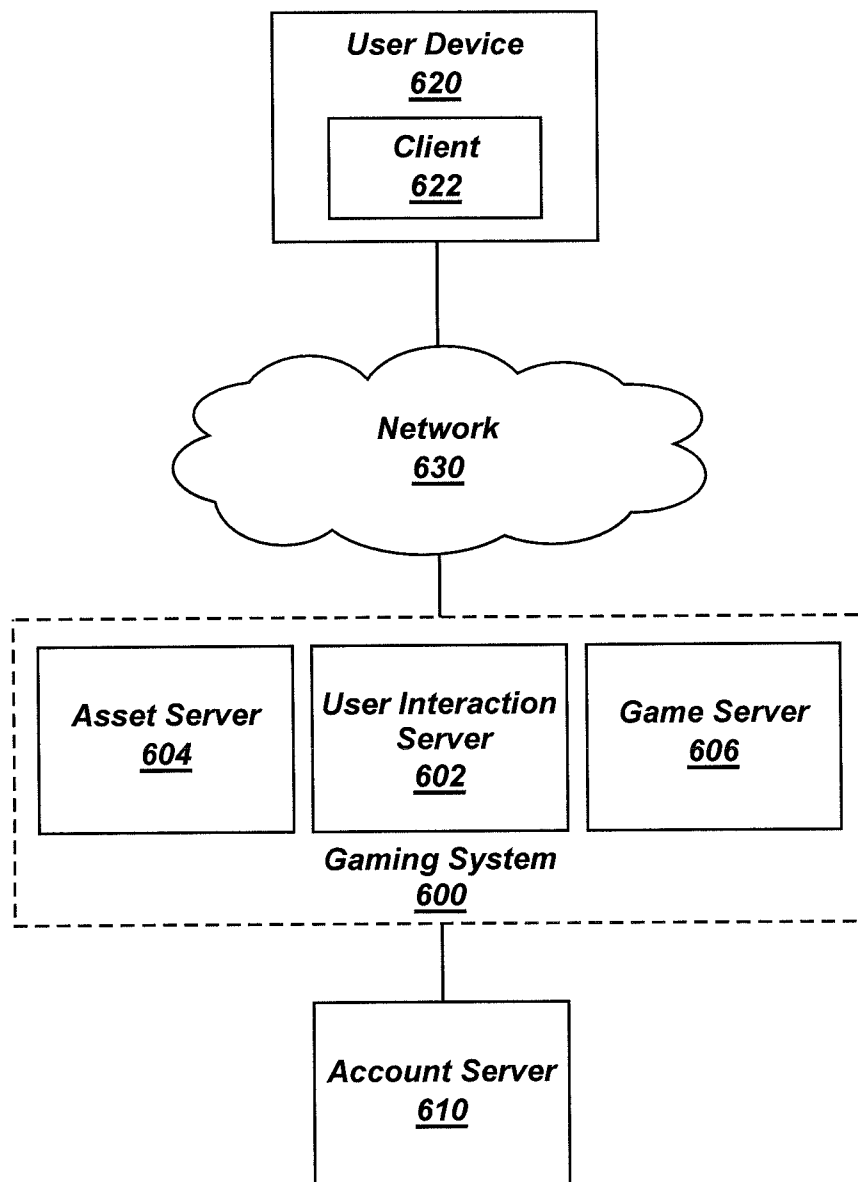 User Device
620
Client
622
Network
630
Asset Server
604
User Interaction
Server
602
Game Server
606
Gaming System
600
Account Server
610